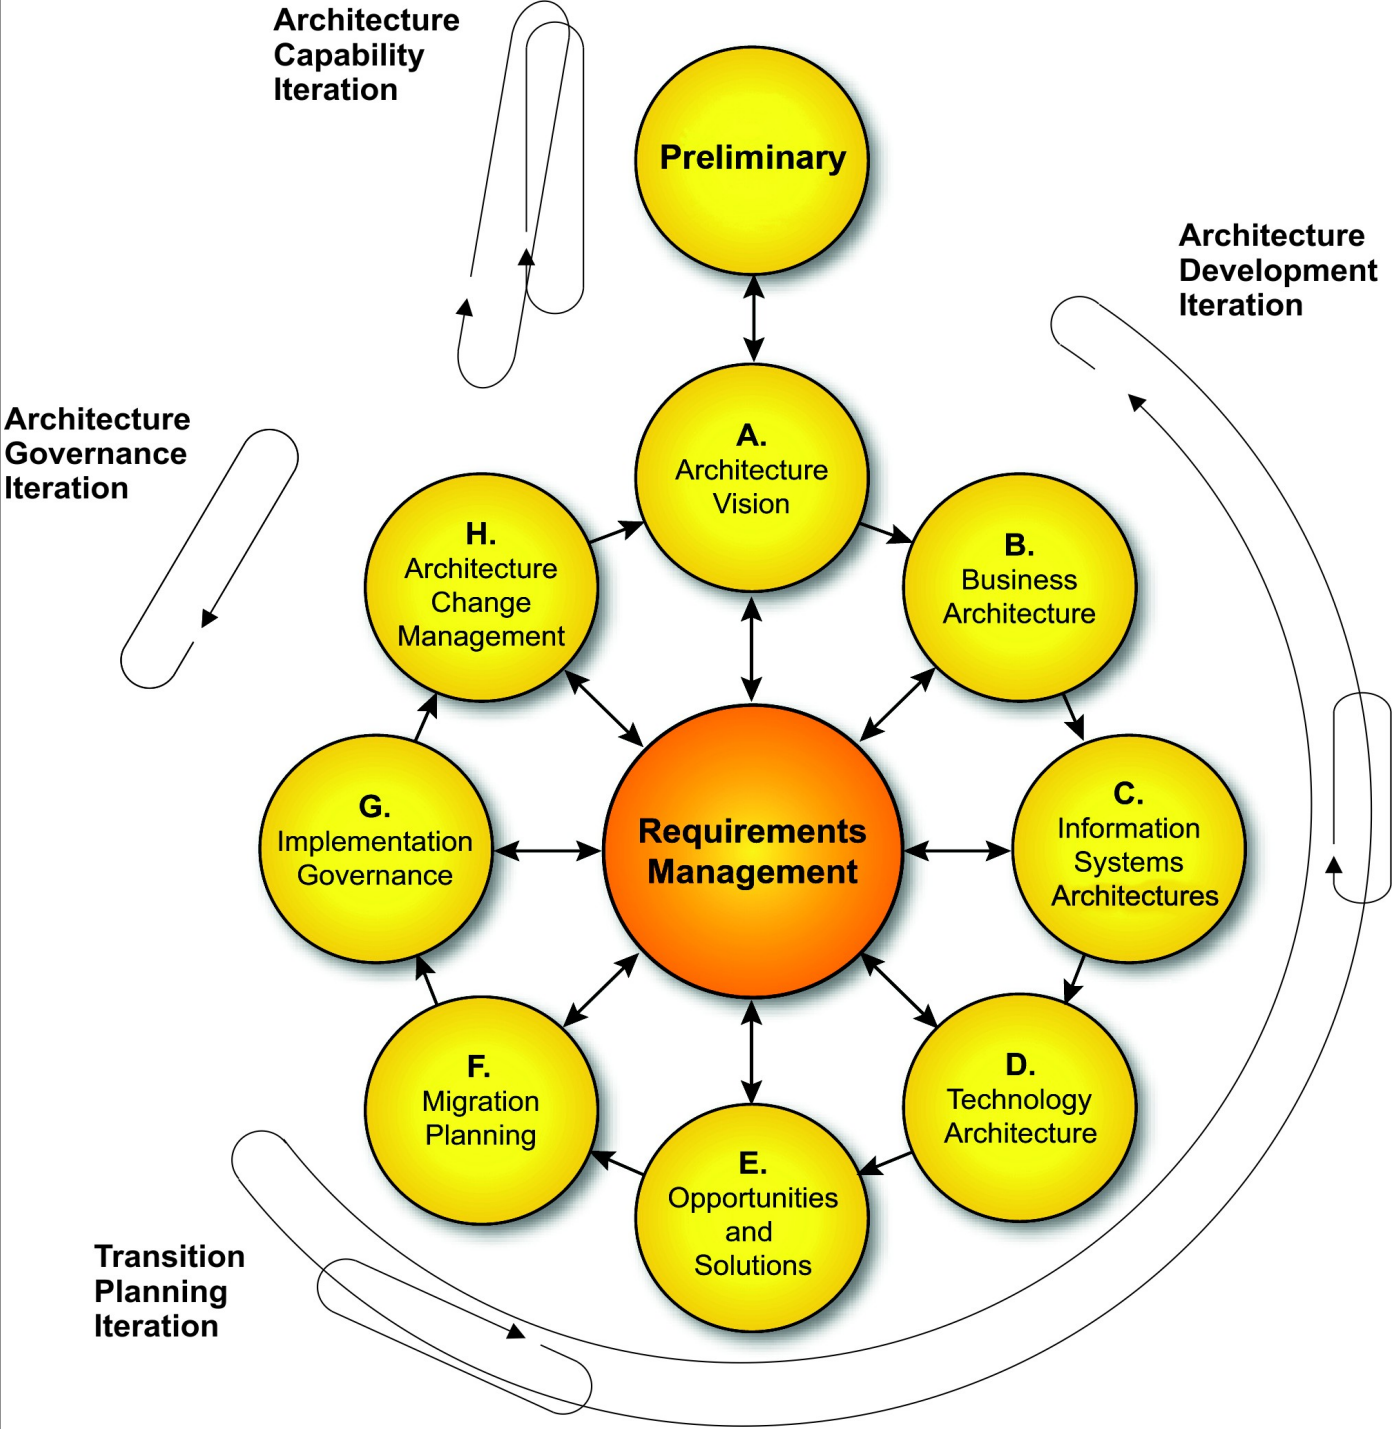 Architecture
Capability
Iteration
Preliminary
Architecture
Development
Iteration
Architecture
Governance
Iteration
A.
Architecture
Vision
H.
Architecture
Change
Management
B.
Business
Architecture
G.
Implementation
Governance
Requirements
Management
C.
Information
Systems
Architectures
F.
Migration
Planning
D.
Technology
Architecture
E.
Opportunities
and
Solutions
Transition
Planning
Iteration